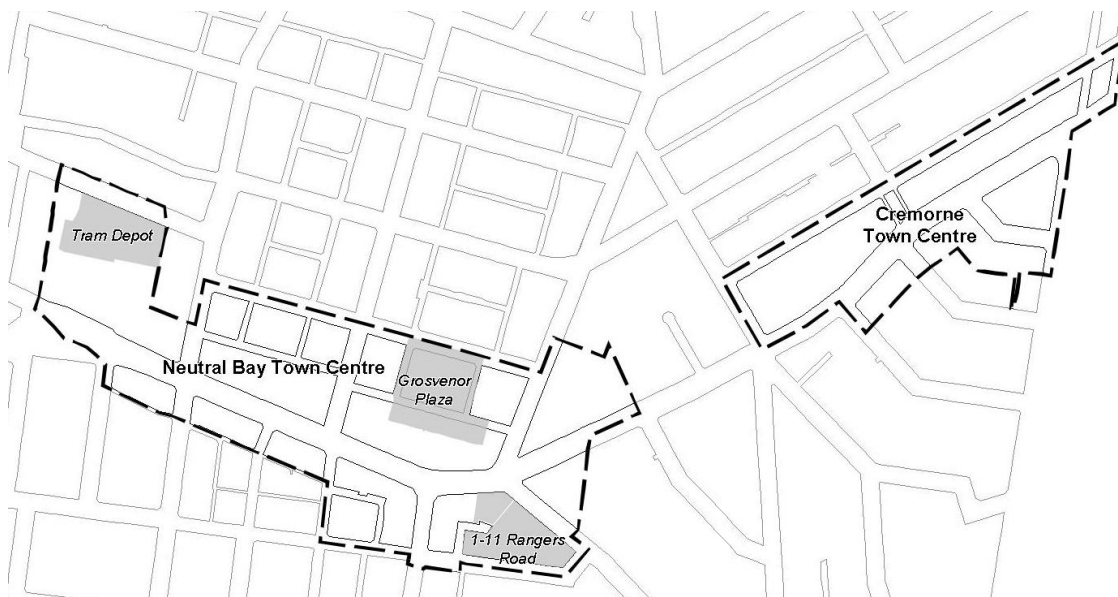 Tram Depot
Cremorne
Town Centre
Neutral Bay Town Centre
Grosvenor
Plaza
1-11 Rangers
Road